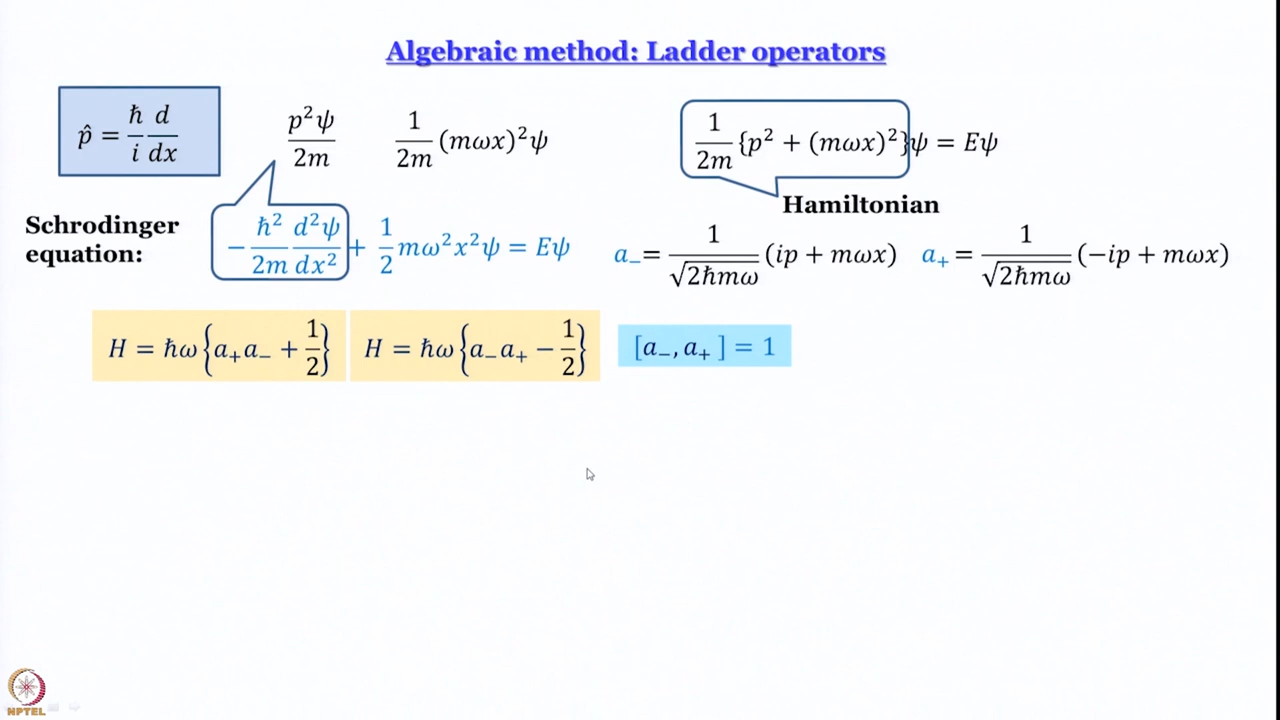 Algebraic method: Ladder operators
p̂ = ħ/i d/dx
p²ψ/2m
1/2m (mωx)²ψ
1/2m {p² + (mωx)²}ψ = Eψ
Hamiltonian
Schrodinger equation:
−ħ²/2m d²ψ/dx² + 1/2 mω²x²ψ = Eψ
a₋= 1/√2ħmω (ip + mωx)
a₊ = 1/√2ħmω (−ip + mωx)
H = ħω{a₊a₋ + 1/2}
H = ħω{a₋a₊ − 1/2}
[a₋, a₊ ] = 1
NPTEL